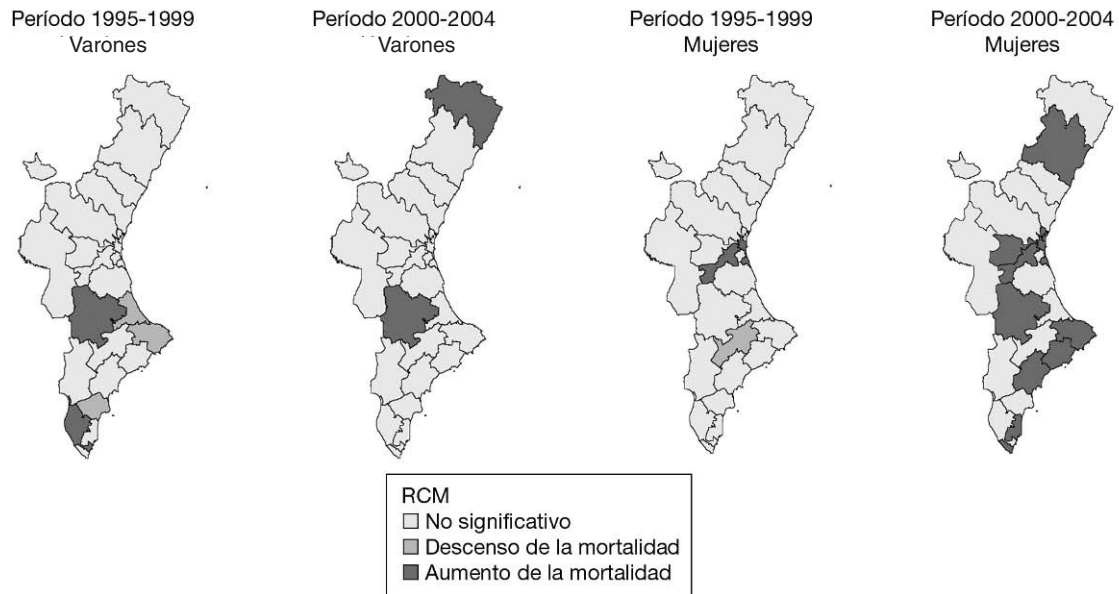 Período 1995-1999
Varones
Período 2000-2004
Varones
Período 1995-1999
Mujeres
Período 2000-2004
Mujeres
RCM
No significativo
Descenso de la mortalidad
Aumento de la mortalidad